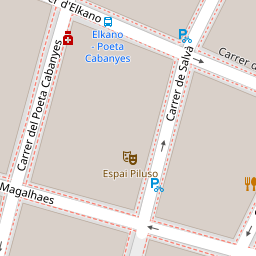 r d'Elkano
Elkano
- Poeta
Cabanyes
Carrer
Carrer de Salvà
Carrer del Poeta Cabanyes
Espai Piluso
Magalhaes